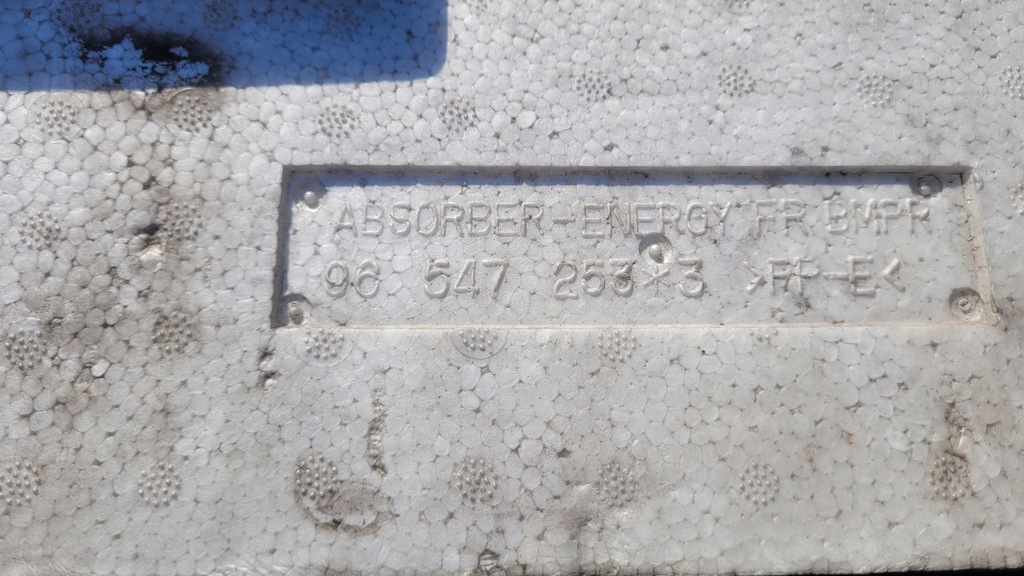 ABSORBER-ENERGY FR BMPR
96 547 253*3 >PP-E<